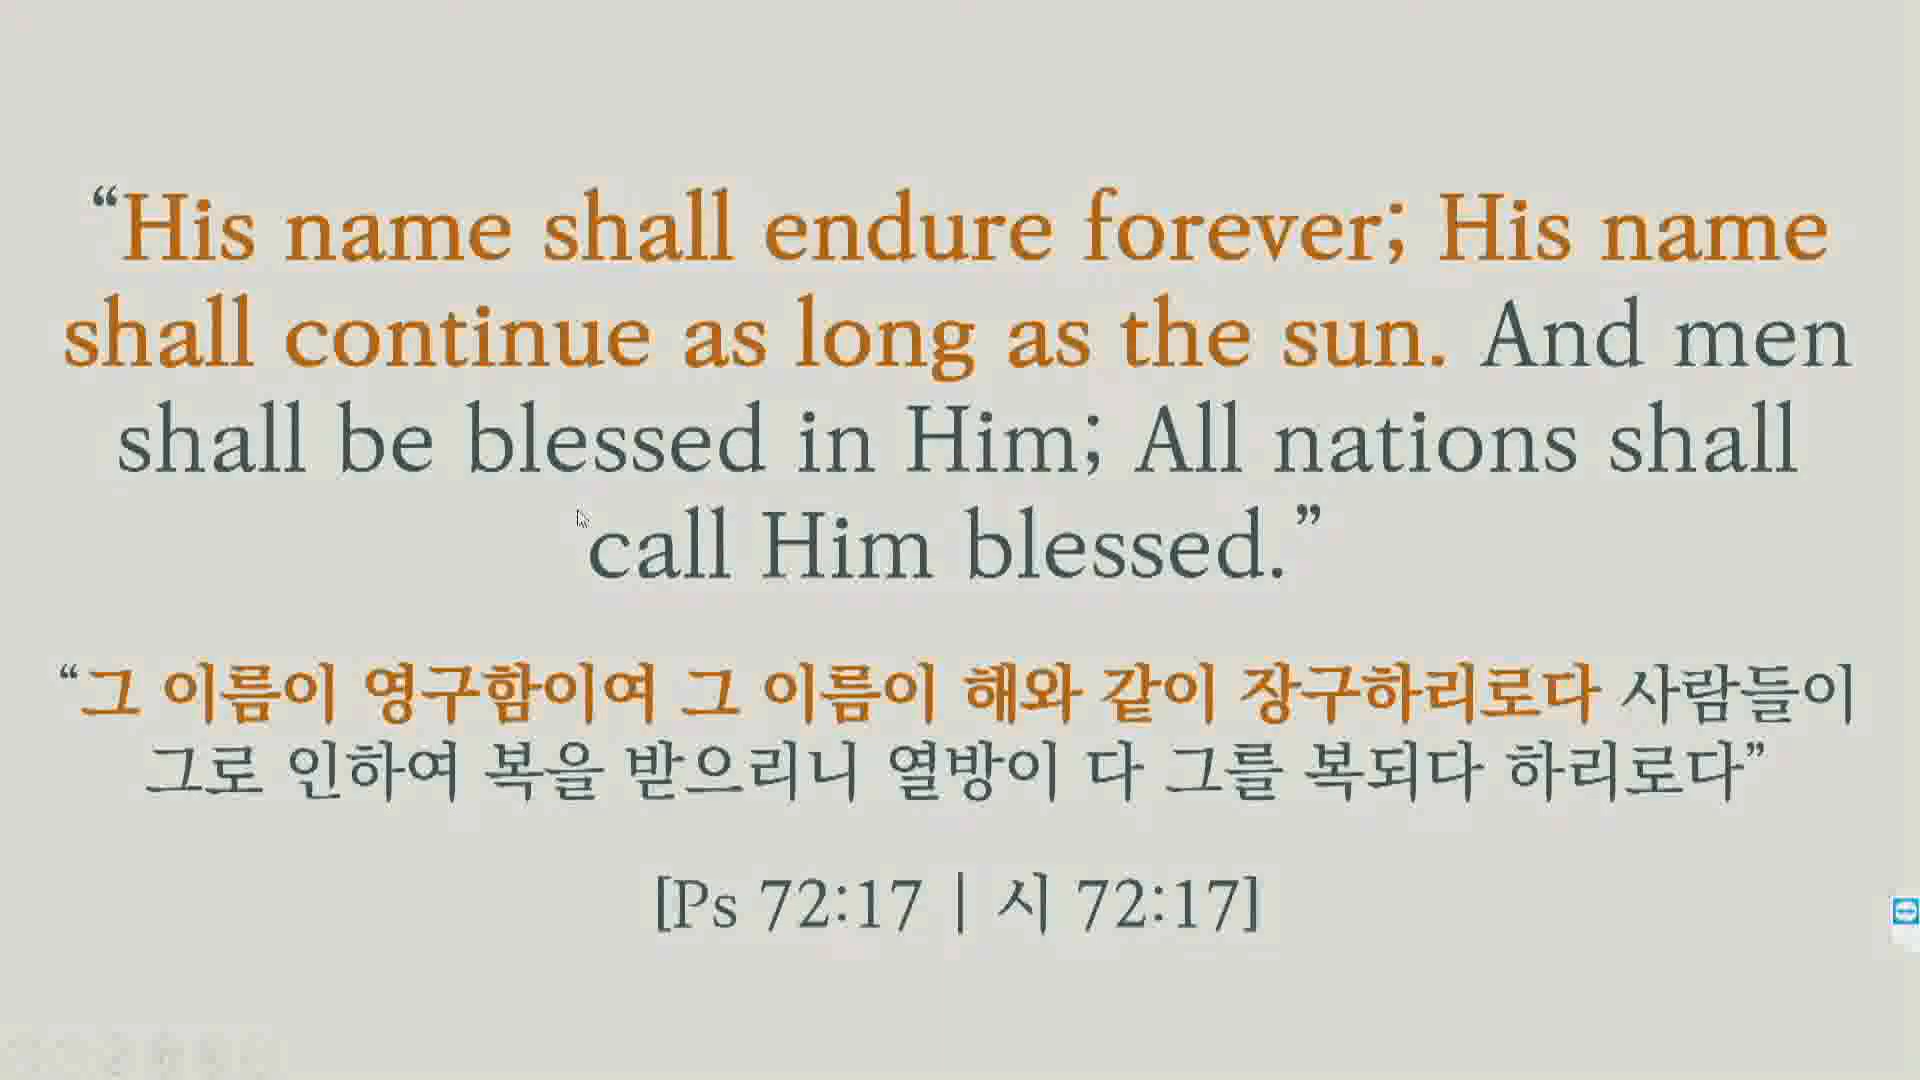 “His name shall endure forever; His name
shall continue as long as the sun. And men
shall be blessed in Him; All nations shall
call Him blessed.”
“그 이름이 영구함이여 그 이름이 해와 같이 장구하리로다 사람들이
그로 인하여 복을 받으리니 열방이 다 그를 복되다 하리로다”
[Ps 72:17 | 시 72:17]